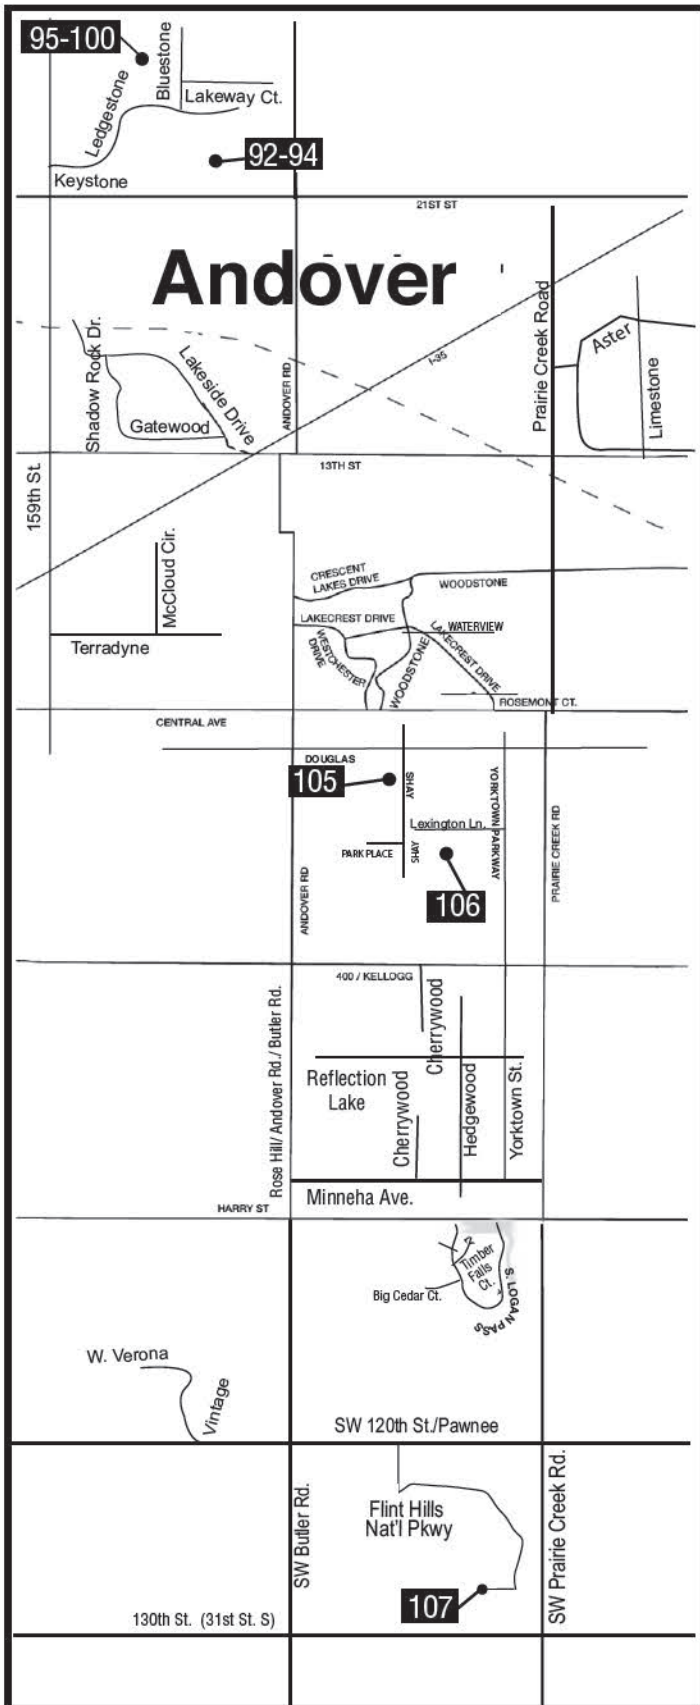 95-100
Bluestone
Ledgestone
Lakeway Ct.
92-94
Keystone
21ST ST
Andover
Prairie Creek Road
Aster
Limestone
Shadow Rock Dr.
Lakeside Drive
Gatewood
ANDOVER RD
I-35
159th St.
13TH ST
McCloud Cir.
Terradyne
CRESCENT
LAKES DRIVE
WOODSTONE
LAKECREST DRIVE
WATERVIEW
WESTCHESTER
DRIVE
WOODSTONE
LAKECREST DRIVE
ROSEMONT CT.
CENTRAL AVE
DOUGLAS
105
SHAY
YORKTOWN PARKWAY
Lexington Ln.
PARK PLACE
SHAY
106
ANDOVER RD
PRAIRIE CREEK RD
400 / KELLOGG
Rose Hill/ Andover Rd./ Butler Rd.
Cherrywood
Reflection
Lake
Cherrywood
Hedgewood
Yorktown St.
Minneha Ave.
HARRY ST
Timber
Falls
Ct.
Big Cedar Ct.
S. LOGAN PASS
W. Verona
Vintage
SW 120th St./Pawnee
SW Butler Rd.
Flint Hills
Nat'l Pkwy
SW Prairie Creek Rd.
107
130th St. (31st St. S)